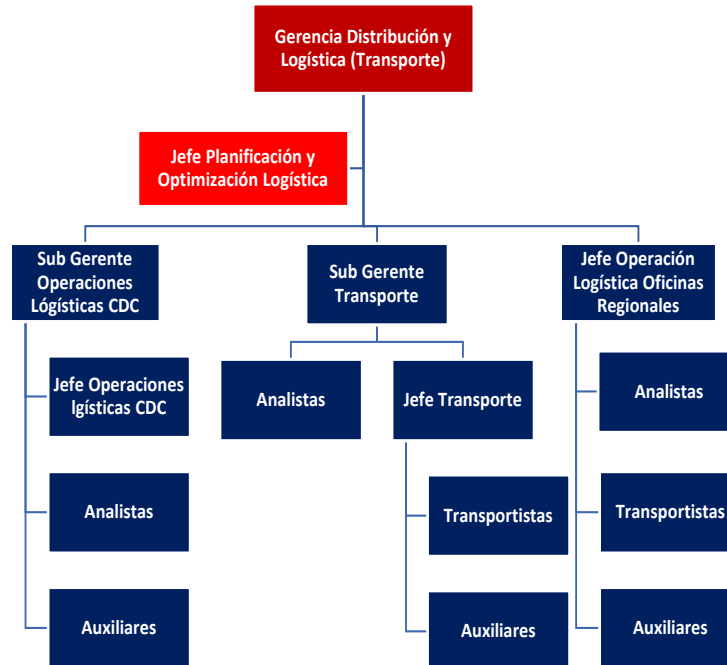 Gerencia Distribución y
Logística (Transporte)
Jefe Planificación y
Optimización Logística
Sub Gerente
Operaciones
Lógísticas CDC
Sub Gerente
Transporte
Jefe Operación
Logística Oficinas
Regionales
Jefe Operaciones
lgísticas CDC
Analistas
Jefe Transporte
Analistas
Analistas
Transportistas
Transportistas
Auxiliares
Auxiliares
Auxiliares